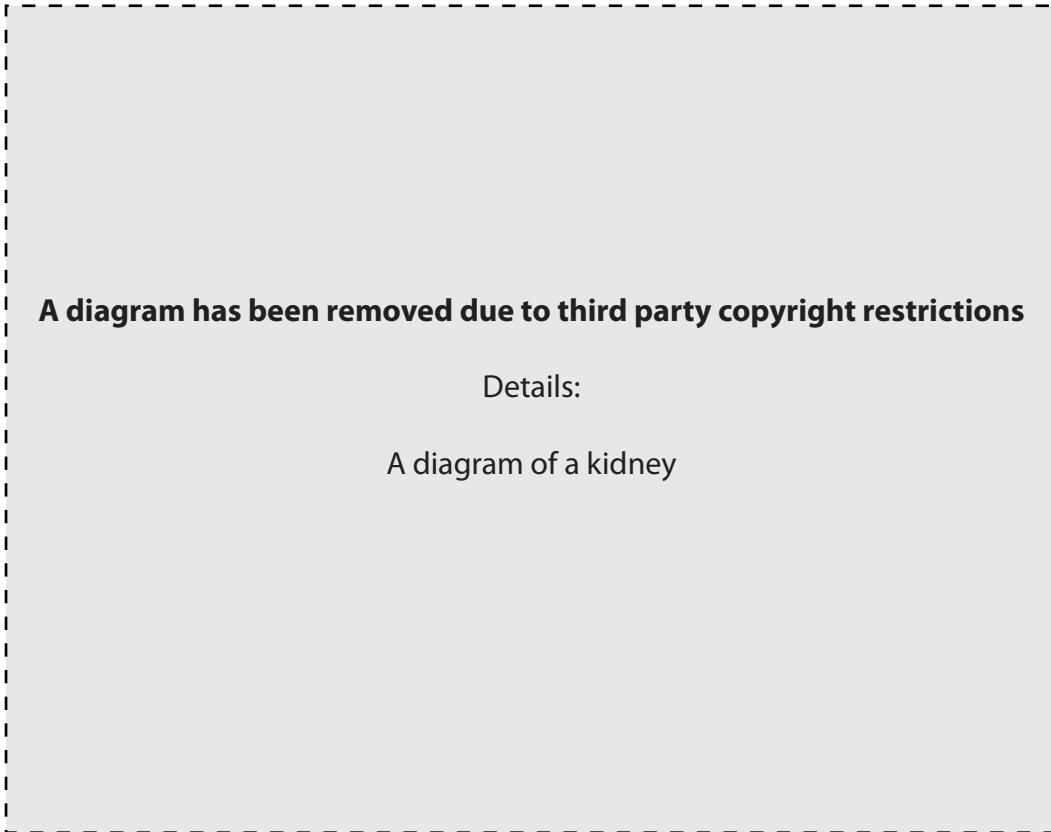 A diagram has been removed due to third party copyright restrictions
Details:
A diagram of a kidney